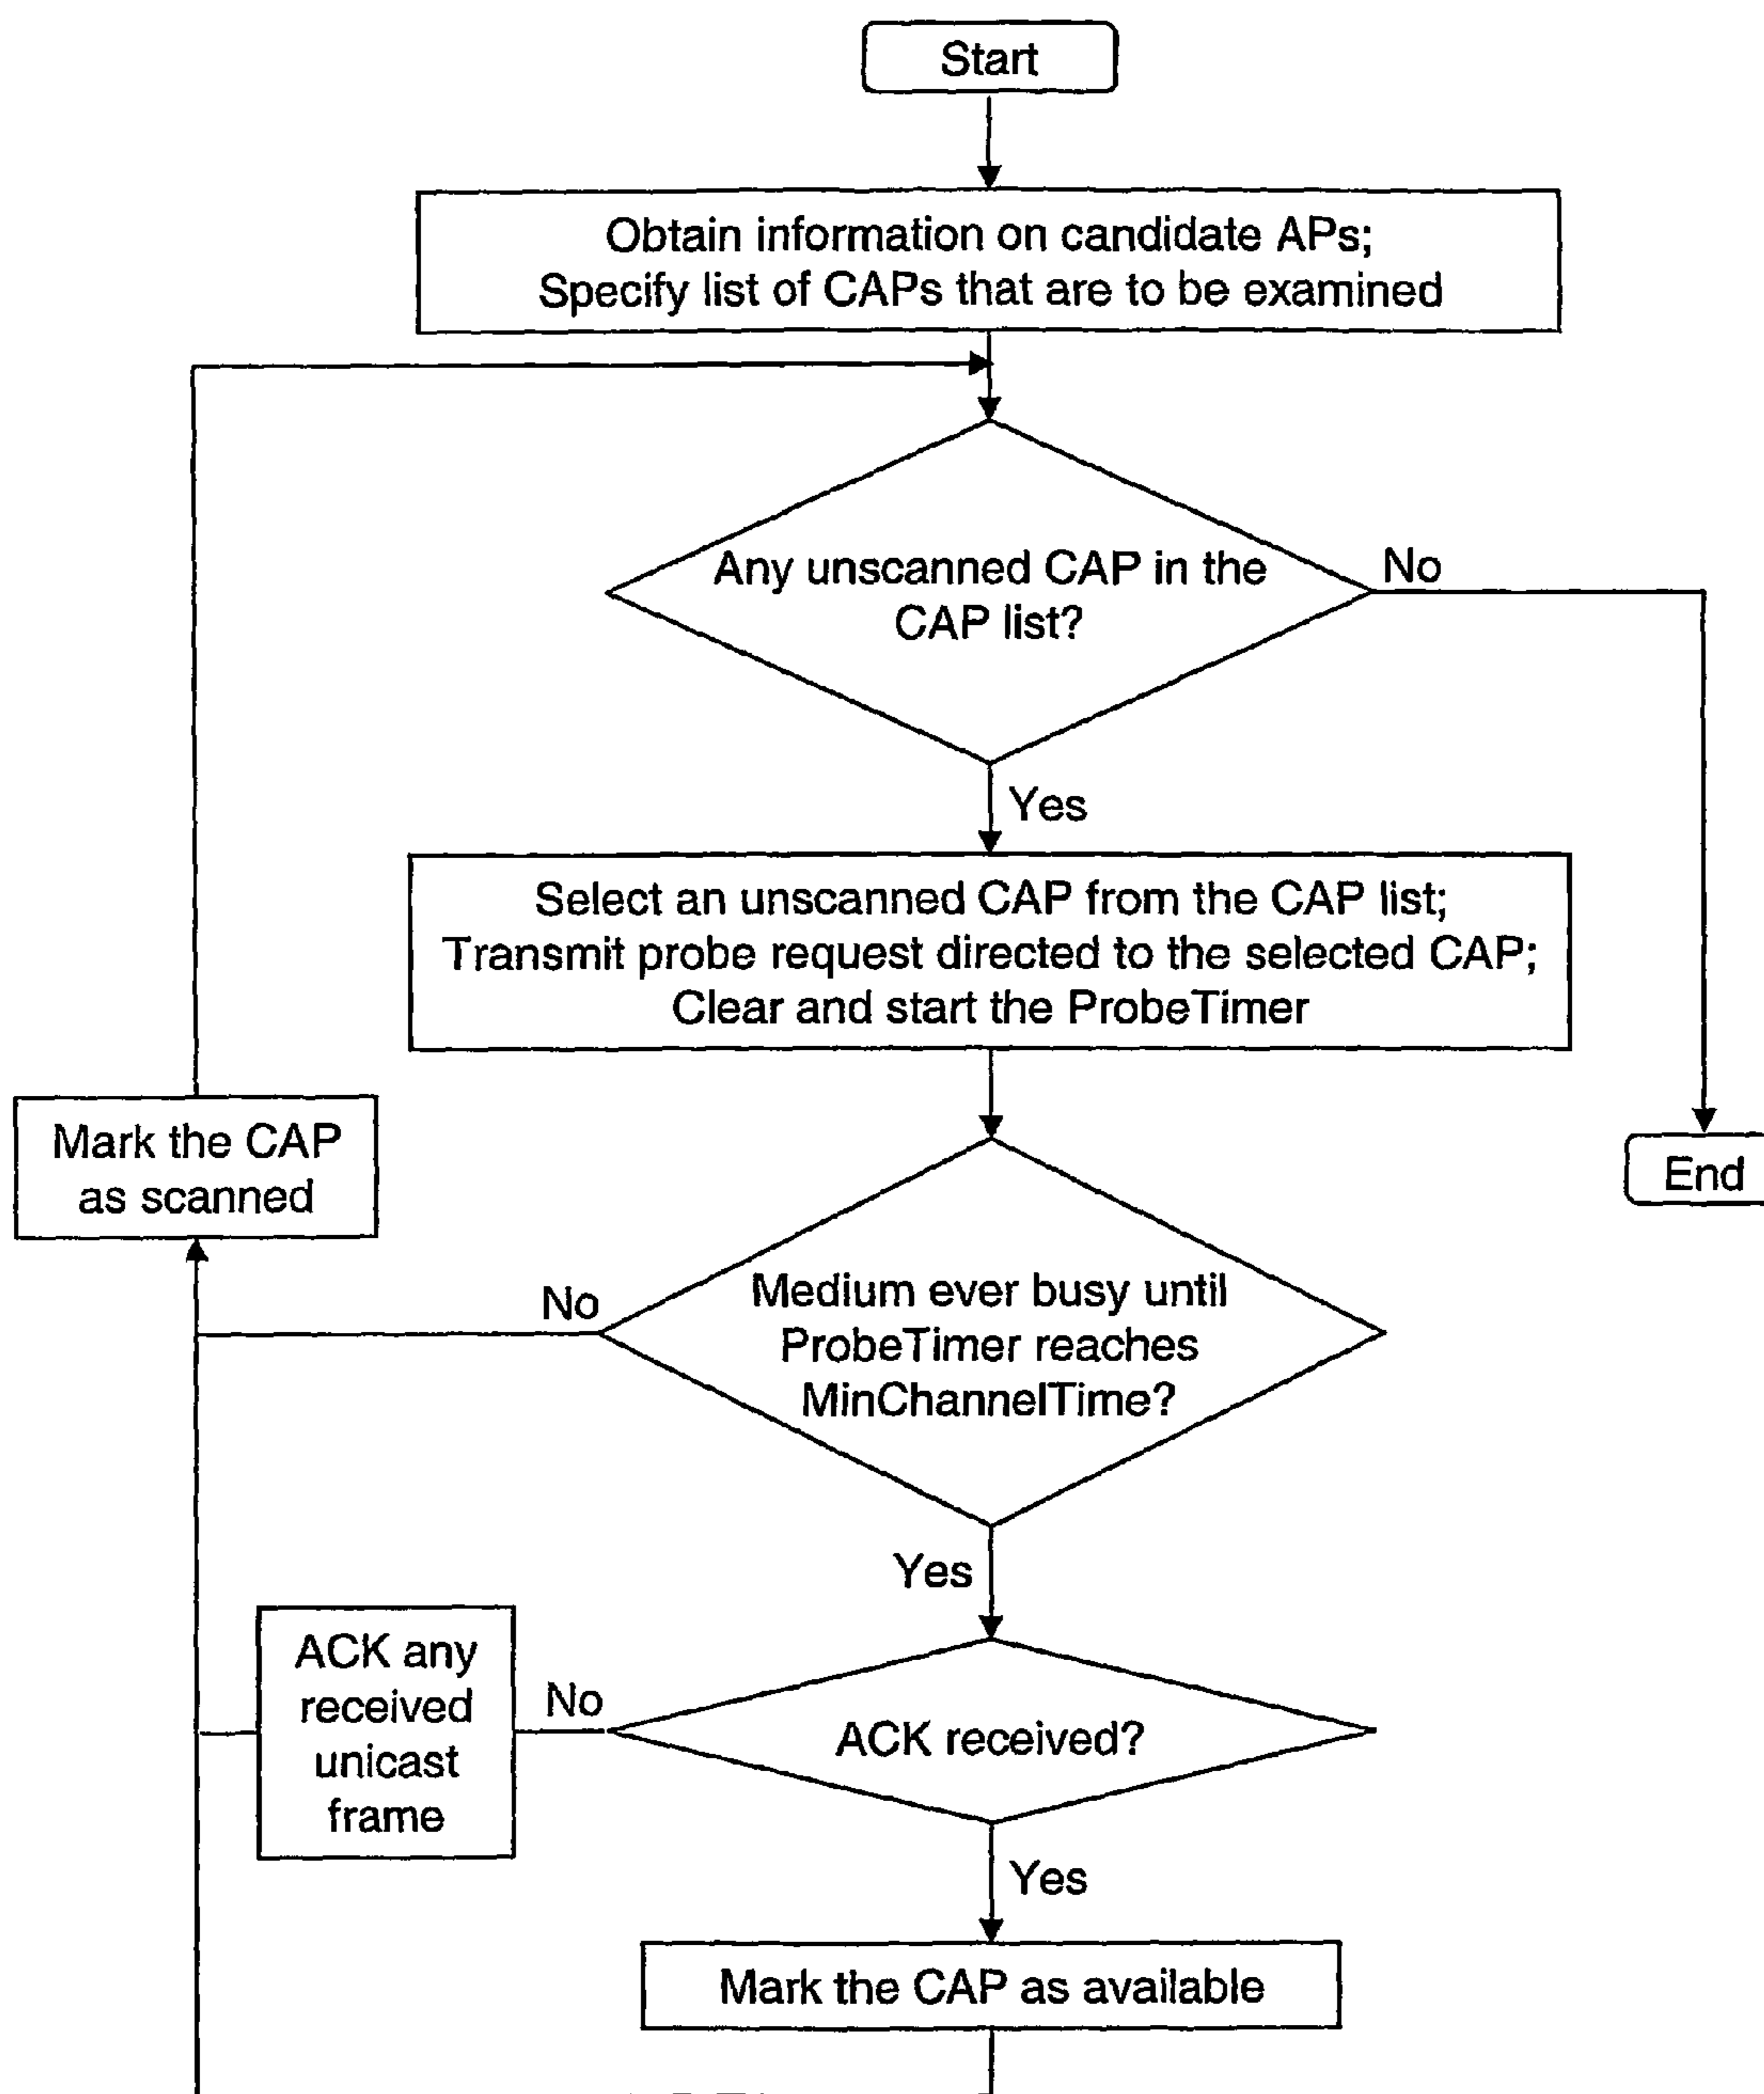 Start
Obtain information on candidate APs;
Specify list of CAPs that are to be examined
Any unscanned CAP in the
CAP list?
No
Yes
Select an unscanned CAP from the CAP list;
Transmit probe request directed to the selected CAP;
Clear and start the ProbeTimer
Mark the CAP
as scanned
End
Medium ever busy until
ProbeTimer reaches
MinChannelTime?
No
Yes
ACK any
received
unicast
frame
No
ACK received?
Yes
Mark the CAP as available